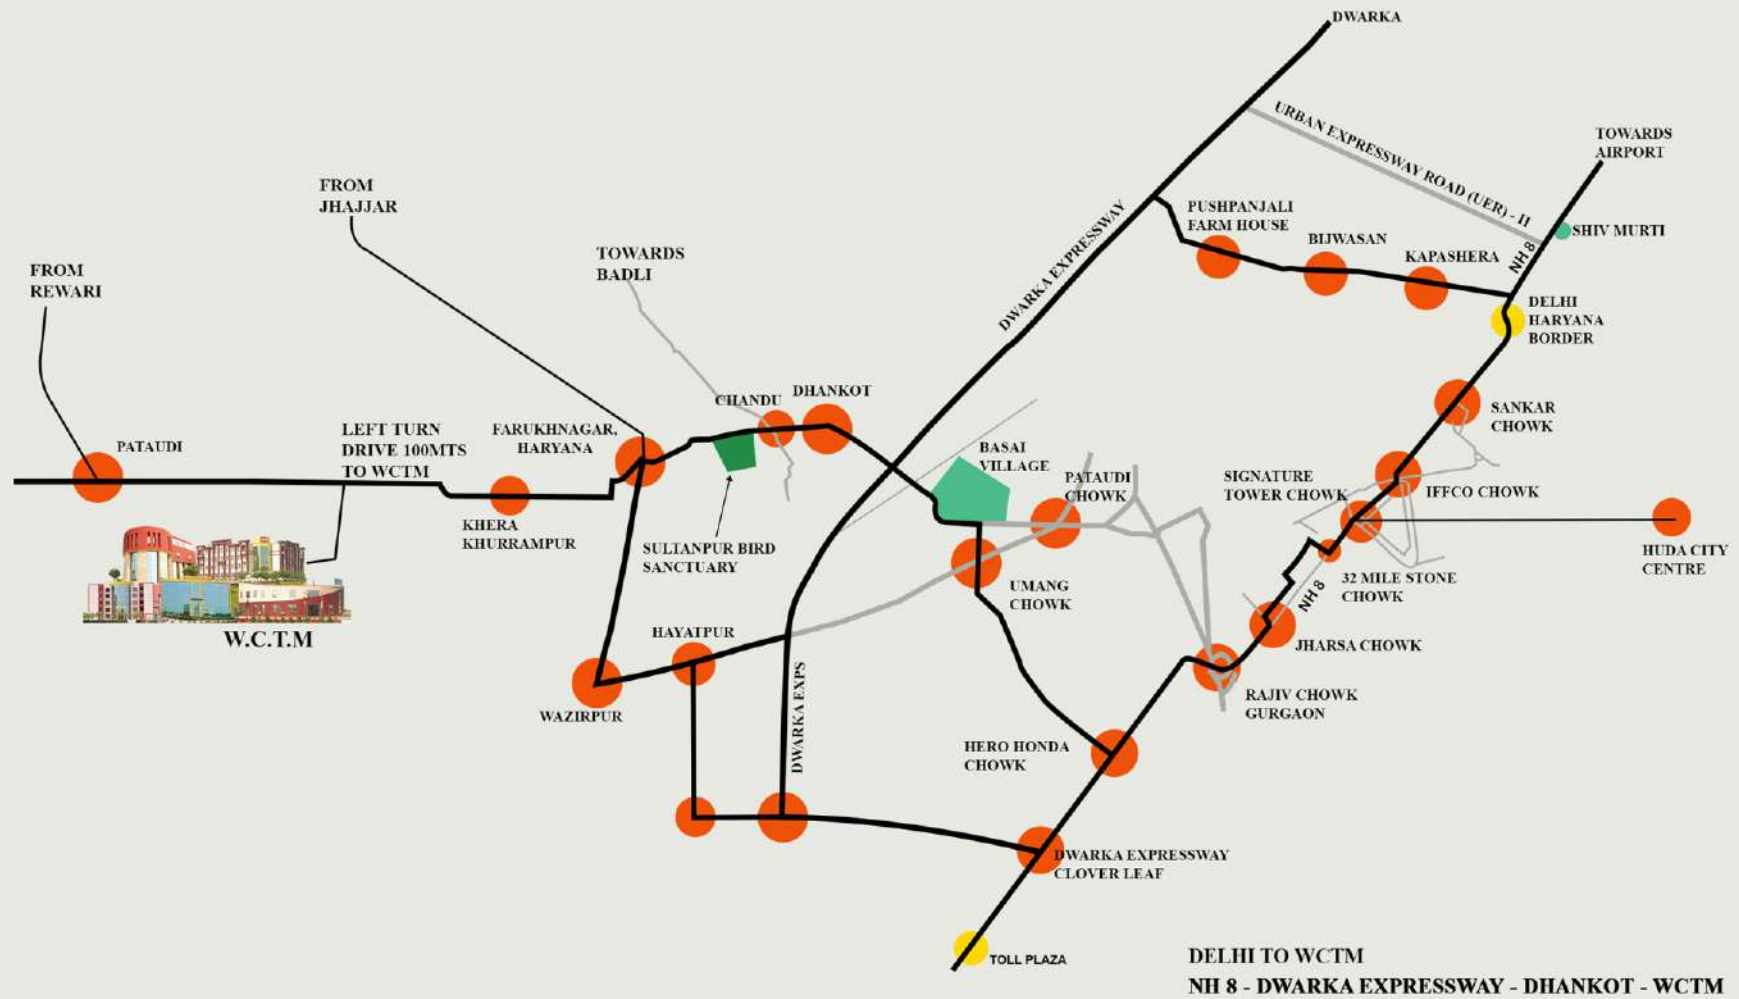 DWARKA
URBAN EXPRESSWAY ROAD (UER) - II
TOWARDS
AIRPORT
FROM
JHAJJAR
PUSHPANJALI
FARM HOUSE
SHIV MURTI
BIJWASAN
KAPASHERA
NH 8
DWARKA EXPRESSWAY
TOWARDS
BADLI
FROM
REWARI
DELHI
HARYANA
BORDER
CHANDU
DHANKOT
SANKAR
CHOWK
LEFT TURN
DRIVE 100MTS
TO WCTM
FARUKHNAGAR,
HARYANA
PATAUDI
BASAI
VILLAGE
PATAUDI
CHOWK
SIGNATURE
TOWER CHOWK
IFFCO CHOWK
KHERA
KHURRAMPUR
SULTANPUR BIRD
SANCTUARY
HUDA CITY
CENTRE
UMANG
CHOWK
32 MILE STONE
CHOWK
NH 8
W.C.T.M
HAYATPUR
JHARSA CHOWK
WAZIRPUR
DWARKA EXPS
RAJIV CHOWK
GURGAON
HERO HONDA
CHOWK
DWARKA EXPRESSWAY
CLOVER LEAF
TOLL PLAZA
DELHI TO WCTM
NH 8 - DWARKA EXPRESSWAY - DHANKOT - WCTM